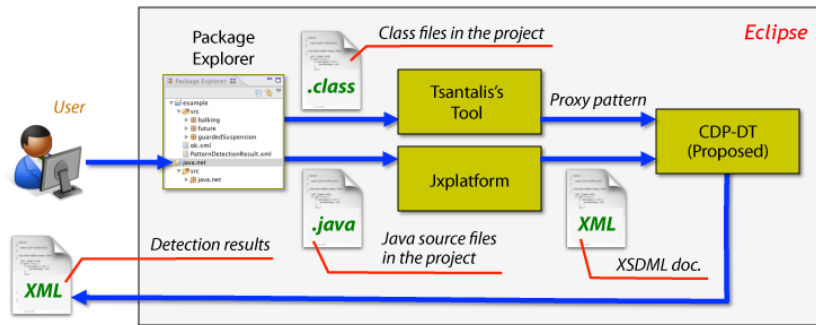 Eclipse
Package
Explorer
Class files in the project
.class
User
Package Explorer
example
src
balking
future
guardedSuspension
ok.xml
PatternDetectionResult.xml
java.net
src
java.net
Tsantalis's
Tool
Proxy pattern
CDP-DT
(Proposed)
Jxplatform
.java
Java source files
in the project
XML
XSDML doc.
Detection results
XML